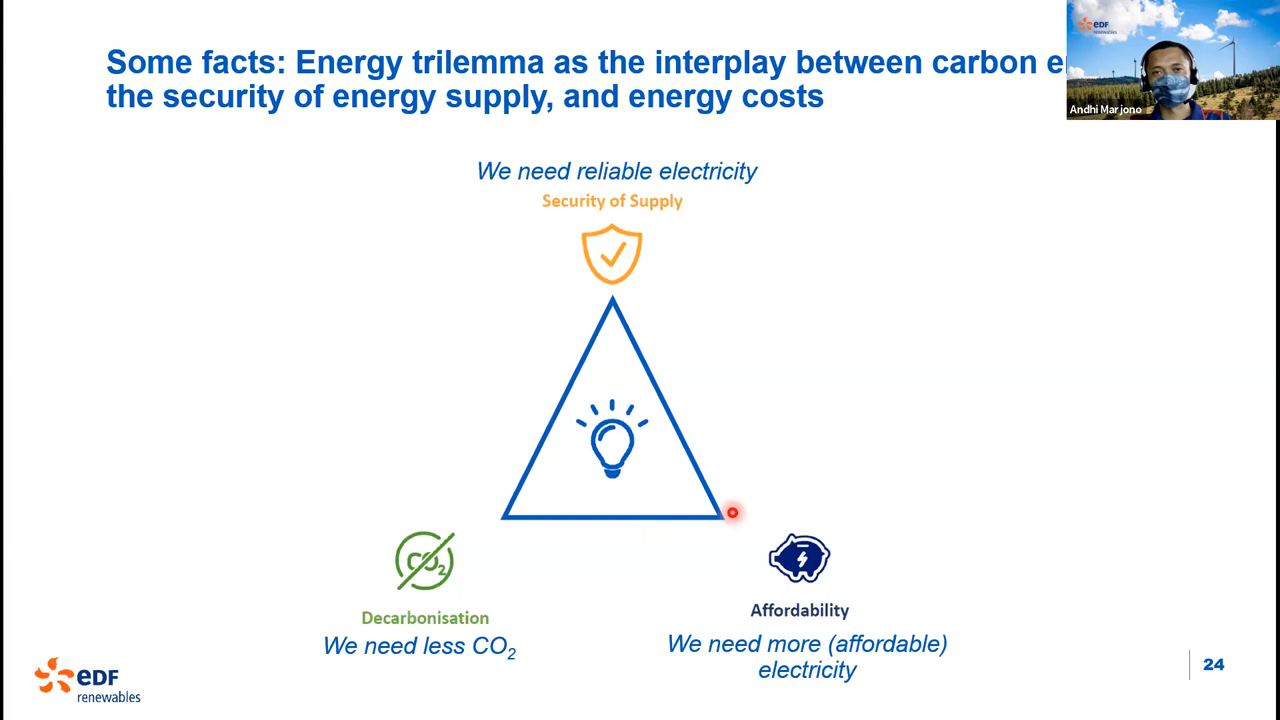 Some facts: Energy trilemma as the interplay between carbon
the security of energy supply, and energy costs
eDF
renewables
Andhi Marjono
We need reliable electricity
Security of Supply
CO2
Decarbonisation
We need less CO2
Affordability
We need more (affordable)
electricity
eDF
renewables
24